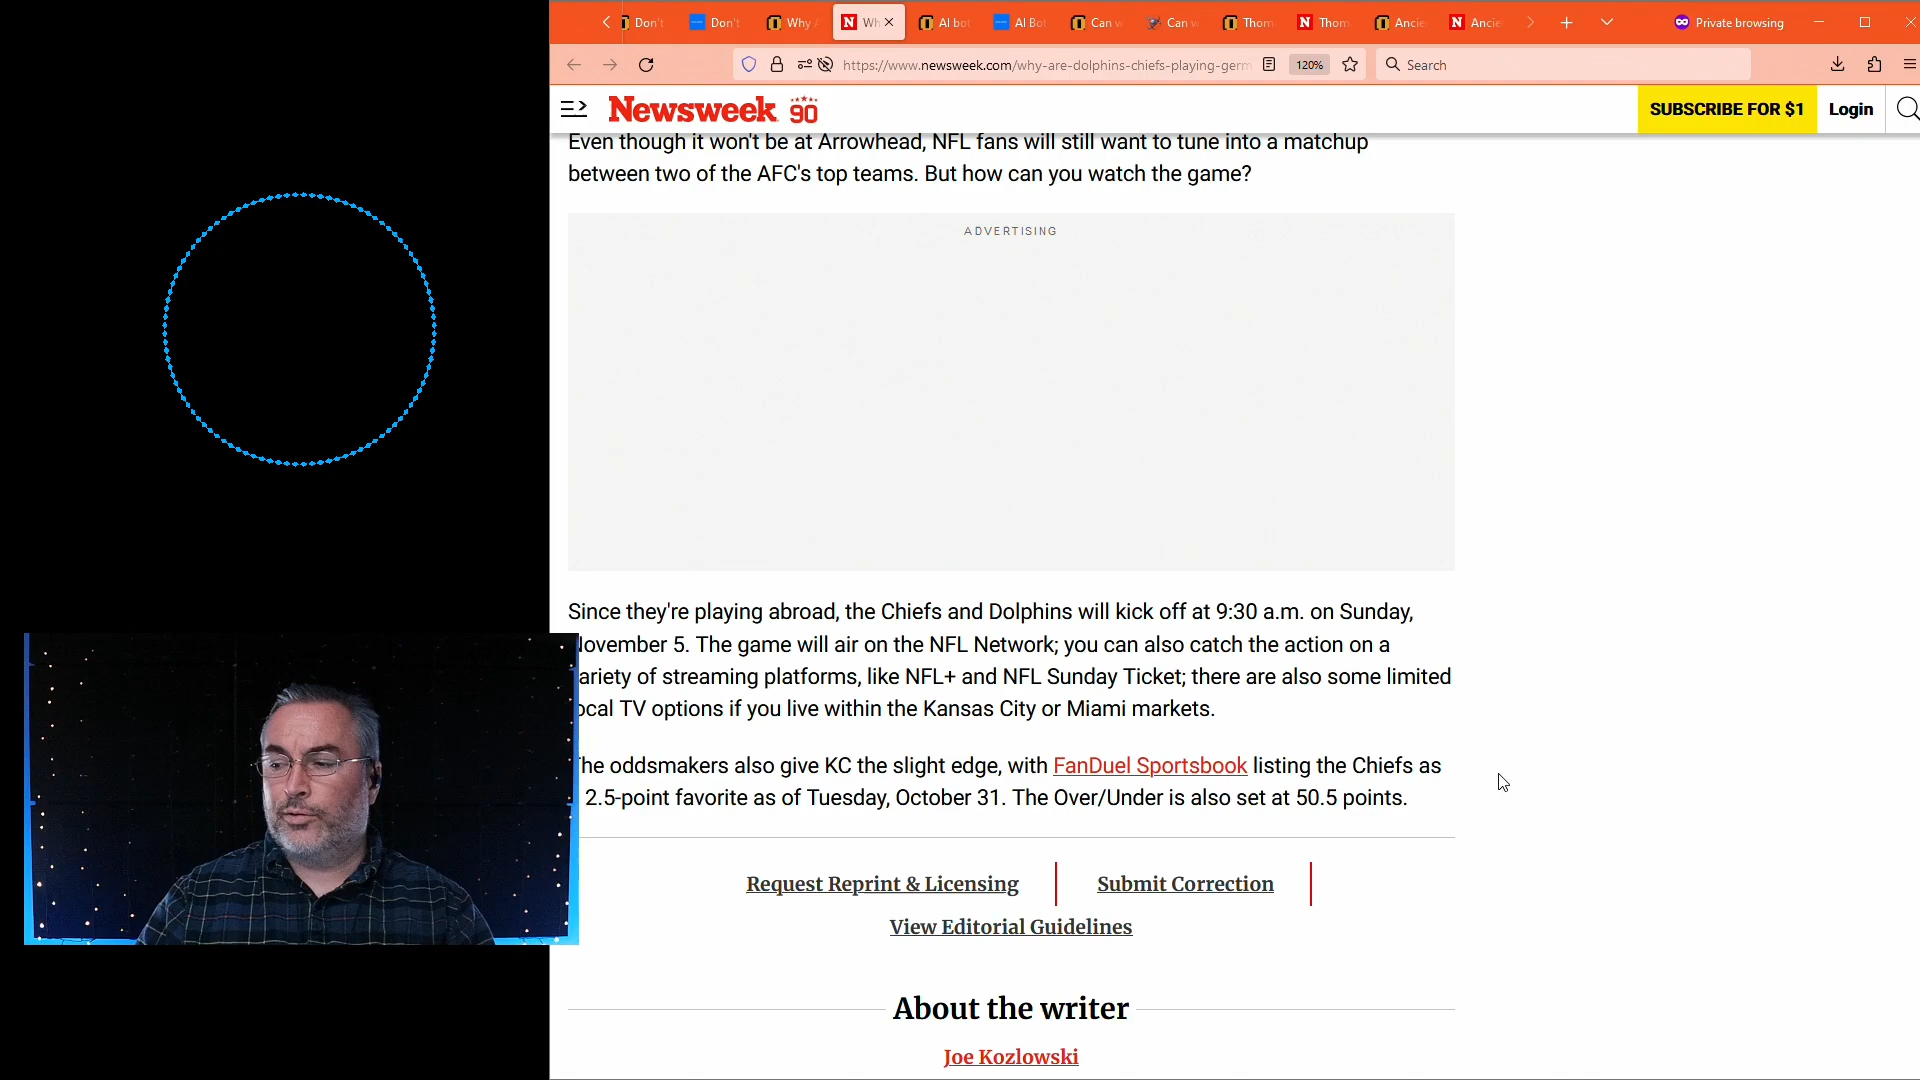 Don't
Don't
Why
Wh
AI bot
AI Bot
Can
Can
Thom
Thom
Ancie
Ancie
Private browsing
https://www.newsweek.com/why-are-dolphins-chiefs-playing-germ
120%
Search
Newsweek 90
SUBSCRIBE FOR $1
Login
Even though it won't be at Arrowhead, NFL fans will still want to tune into a matchup
between two of the AFC's top teams. But how can you watch the game?
ADVERTISING
Since they're playing abroad, the Chiefs and Dolphins will kick off at 9:30 a.m. on Sunday,
ovember 5. The game will air on the NFL Network; you can also catch the action on a
ariety of streaming platforms, like NFL+ and NFL Sunday Ticket; there are also some limited
ocal TV options if you live within the Kansas City or Miami markets.
he oddsmakers also give KC the slight edge, with FanDuel Sportsbook listing the Chiefs as
2.5-point favorite as of Tuesday, October 31. The Over/Under is also set at 50.5 points.
Request Reprint & Licensing
Submit Correction
View Editorial Guidelines
About the writer
Joe Kozlowski